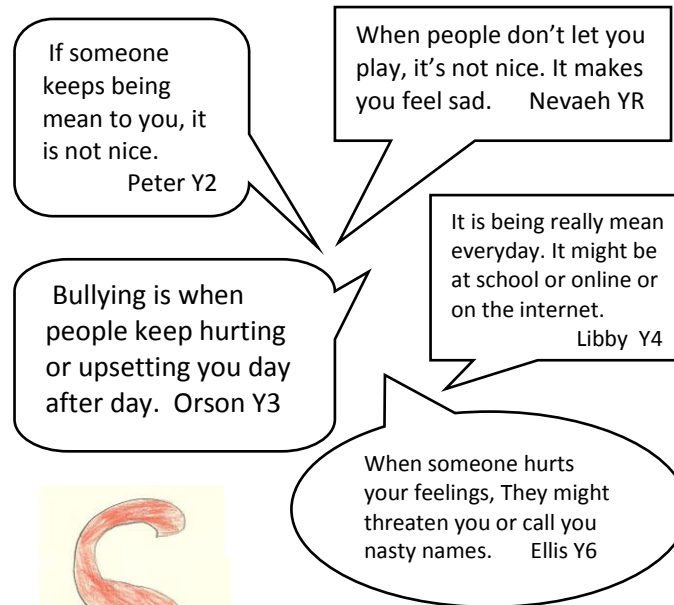 If someone
keeps being
mean to you, it
is not nice.
Peter Y2
When people don’t let you
play, it’s not nice. It makes
you feel sad. Nevaeh YR
It is being really mean
everyday. It might be
at school or online or
on the internet.
Libby Y4
Bullying is when
people keep hurting
or upsetting you day
after day. Orson Y3
When someone hurts
your feelings, They might
threaten you or call you
nasty names. Ellis Y6